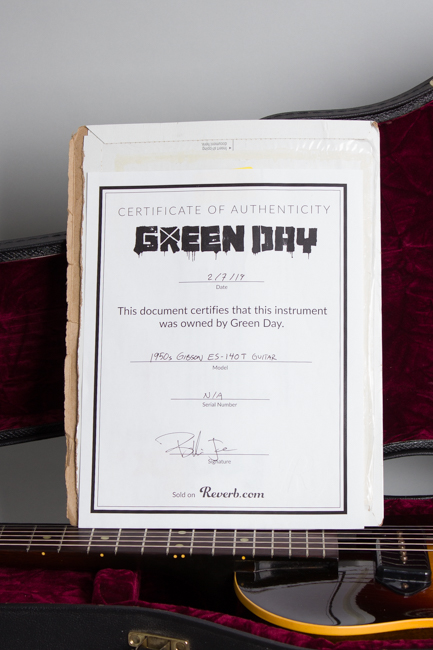 CERTIFICATE OF AUTHENTICITY
GREEN DAY
2/7/19
Date
This document certifies that this instrument
was owned by Green Day.
1950s GIBSON ES-140T GUITAR
Model
N/A
Serial Number
Signature
Sold on Reverb.com